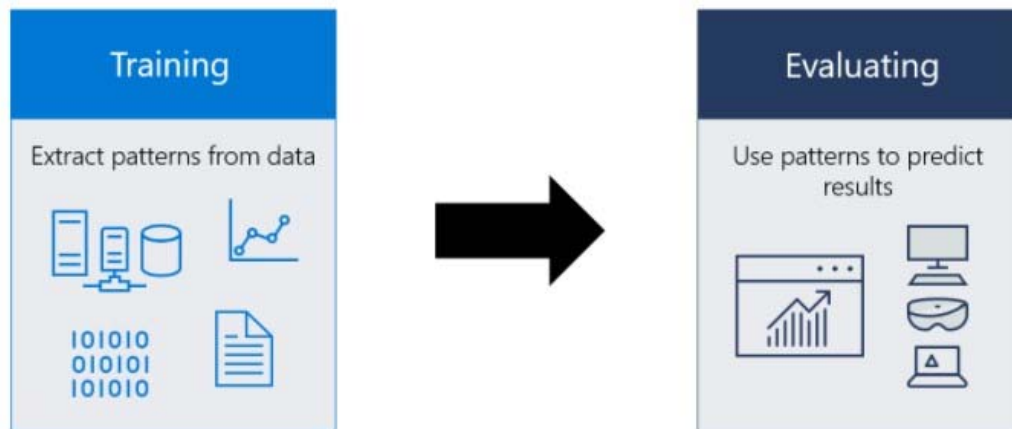 Training
Extract patterns from data
101010
010101
101010
Evaluating
Use patterns to predict
results